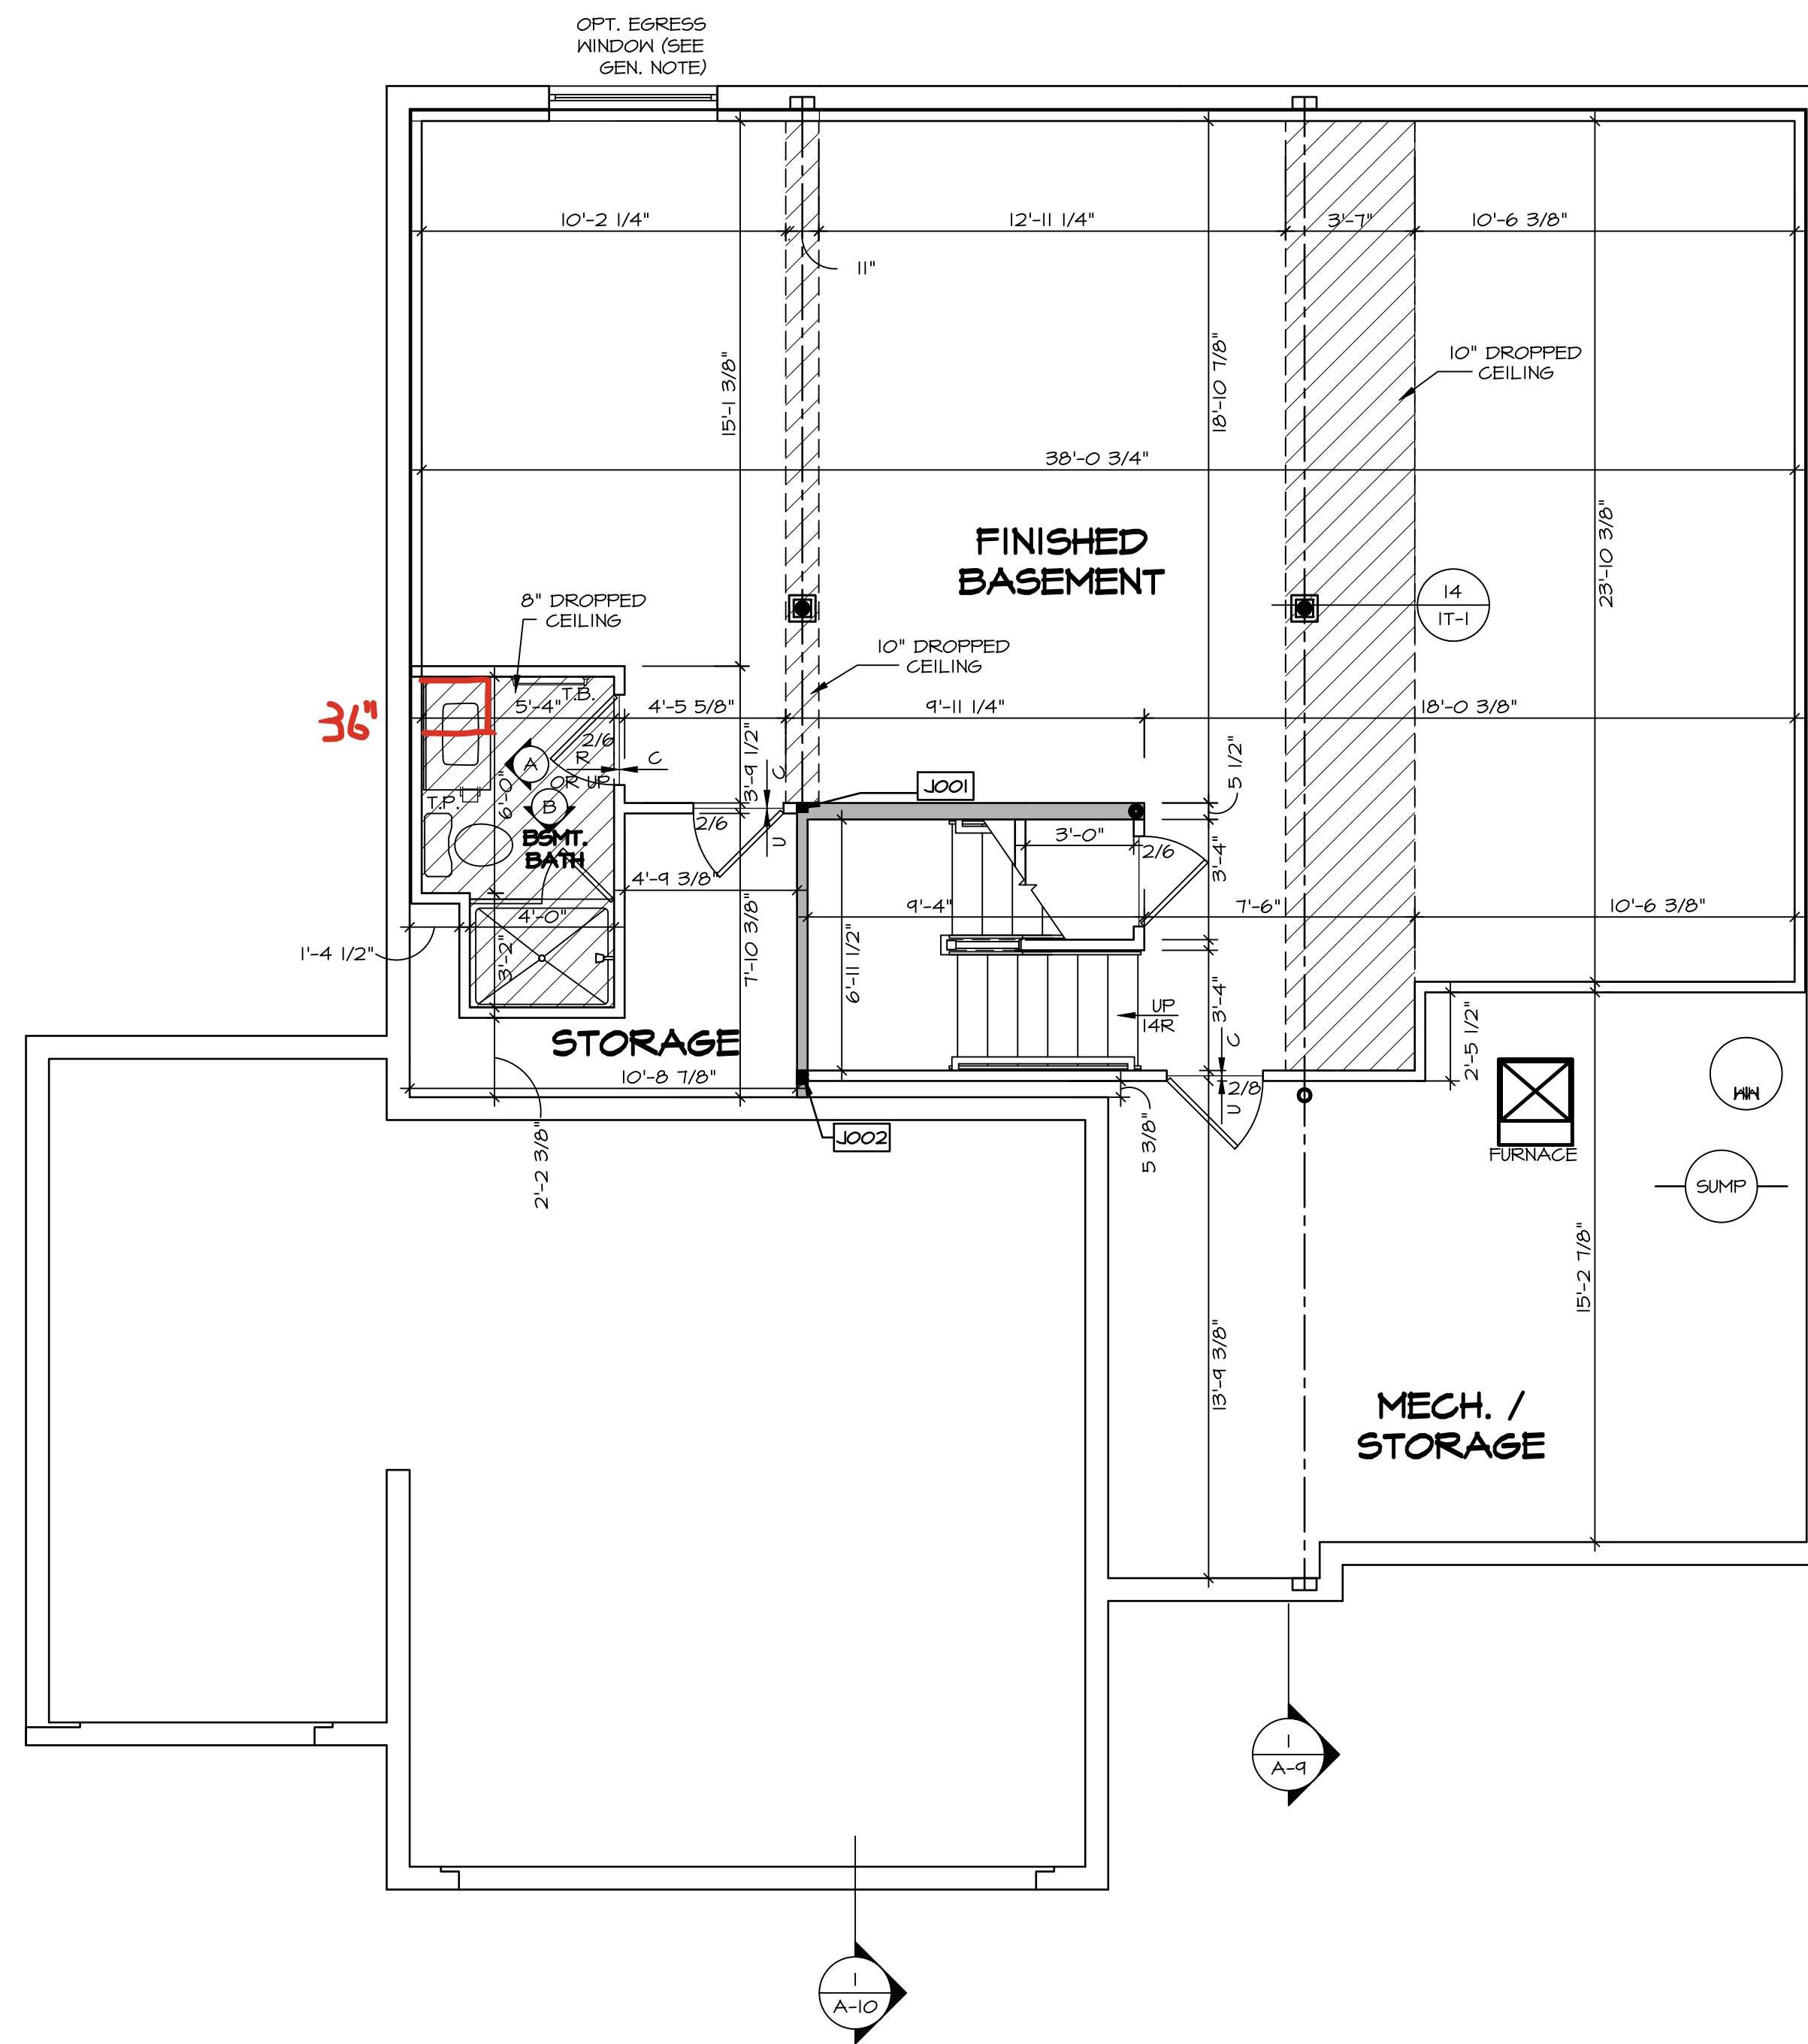 OPT. EGRESS
WINDOW (SEE
GEN. NOTE)
10'-2 1/4"
12'-11 1/4"
3'-7"
10'-6 3/8"
11"
15'-1 3/8"
18'-10 7/8"
10" DROPPED
CEILING
38'-0 3/4"
FINISHED
BASEMENT
23'-10 3/8"
14
1T-1
8" DROPPED
CEILING
10" DROPPED
CEILING
36"
T.B.
5'-4"
4'-5 5/8"
9'-11 1/4"
18'-0 3/8"
2/6
R
C
OR UP
A
B
6'-0"
T.P.
BSMT.
BATH
3'-9 1/2"
C
U
2/6
J001
5 1/2"
3'-0"
2/6
3'-4"
4'-9 3/8"
4'-0"
9'-4"
7'-6"
10'-6 3/8"
1'-4 1/2"
3'-2"
7'-10 3/8"
6'-11 1/2"
UP
14R
3'-4"
C
U
2/8
2'-5 1/2"
STORAGE
10'-8 7/8"
J002
2'-2 3/8"
5 3/8"
FURNACE
SUMP
15'-2 7/8"
13'-9 3/8"
MECH. /
STORAGE
1
A-9
1
A-10